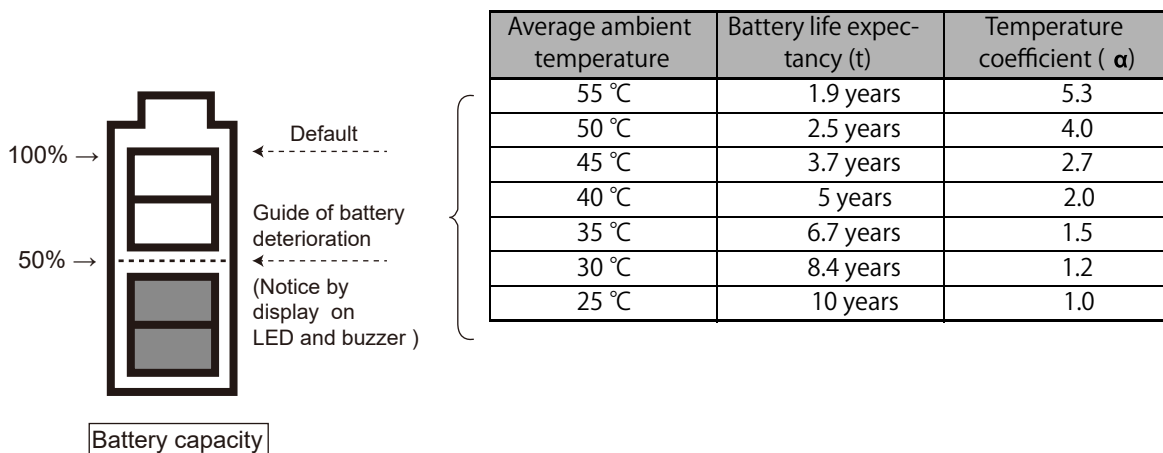 100% →
Default
50% →
Guide of battery
deterioration
(Notice by
display on
LED and buzzer )
Battery capacity
Average ambient
temperature
Battery life expec-
tancy (t)
Temperature
coefficient ( α)
55 ℃ 1.9 years 5.3
50 ℃ 2.5 years 4.0
45 ℃ 3.7 years 2.7
40 ℃ 5 years 2.0
35 ℃ 6.7 years 1.5
30 ℃ 8.4 years 1.2
25 ℃ 10 years 1.0